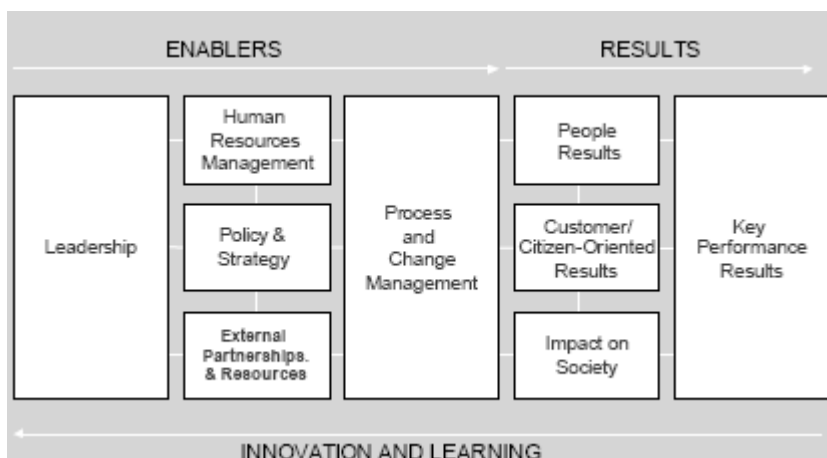 ENABLERS
RESULTS
Human
Resources
Management
People
Results
Leadership
Policy &
Strategy
Process
and
Change
Management
Customer/
Citizen-Oriented
Results
Key
Performance
Results
External
Partnerships.
& Resources
Impact on
Society
INNOVATION AND LEARNING